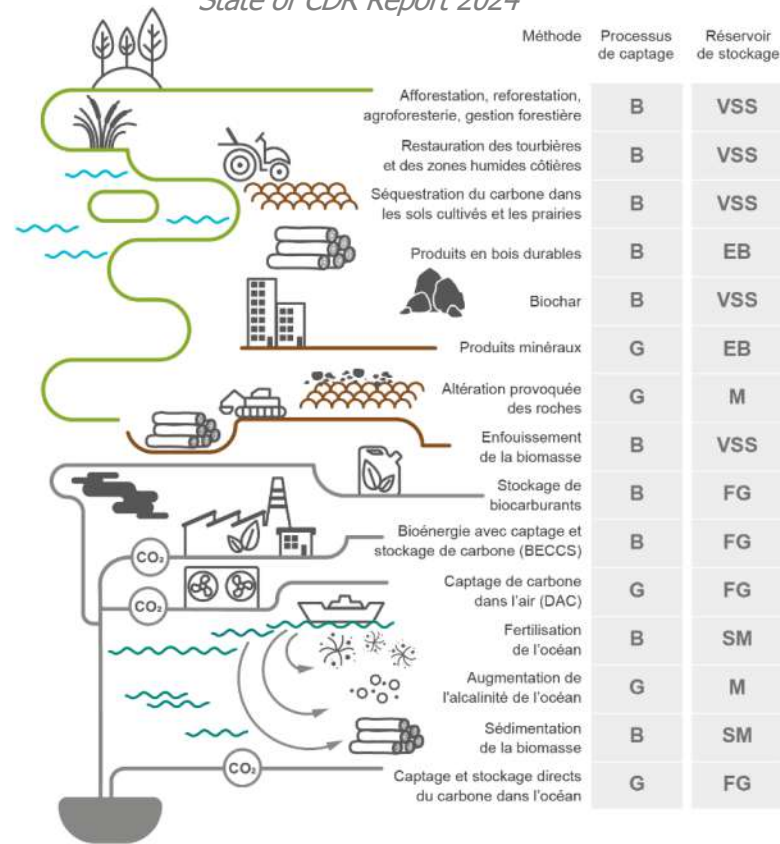 State of CDR Report 2024
Méthode
Processus
de captage
Réservoir
de stockage
Afforestation, reforestation,
agroforesterie, gestion forestière
B
VSS
Restauration des tourbières
et des zones humides côtières
B
VSS
Séquestration du carbone dans
les sols cultivés et les prairies
B
VSS
Produits en bois durables
B
EB
Biochar
B
VSS
Produits minéraux
G
EB
Altération provoquée
des roches
G
M
Enfouissement
de la biomasse
B
VSS
Stockage de
biocarburants
B
FG
Bioénergie avec captage et
stockage de carbone (BECCS)
B
FG
CO₂
Captage de carbone
dans l'air (DAC)
G
FG
CO₂
Fertilisation
de l'océan
B
SM
Augmentation de
l'alcalinité de l'océan
G
M
Sédimentation
de la biomasse
B
SM
CO₂
Captage et stockage directs
du carbone dans l'océan
G
FG